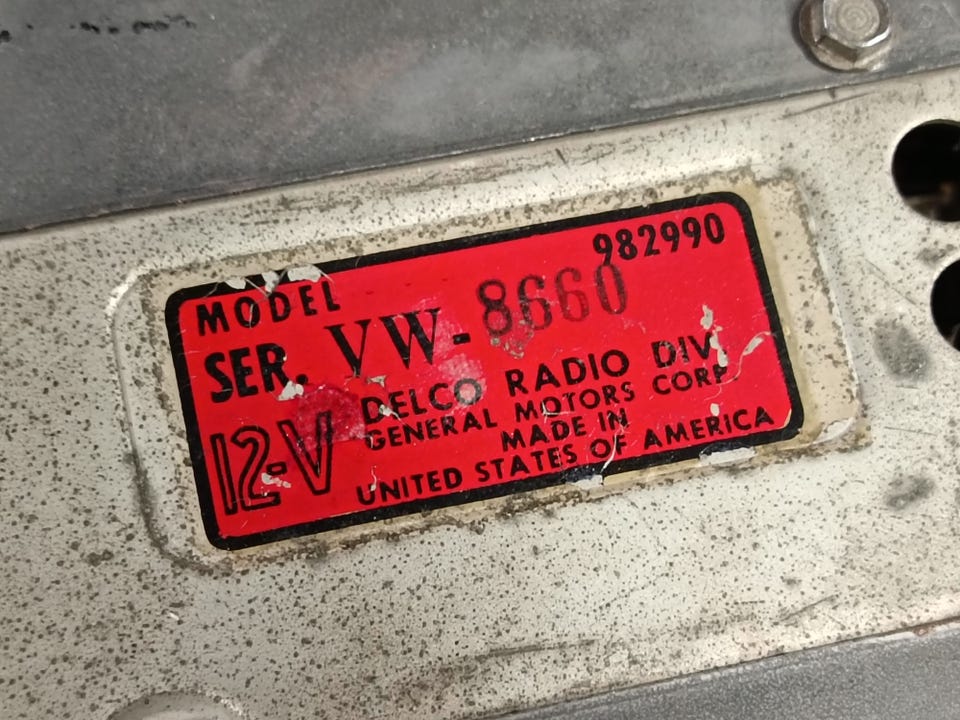 MODEL 982990
SER. VW-8660
12-V
DELCO RADIO DIV.
GENERAL MOTORS CORP.
MADE IN
UNITED STATES OF AMERICA